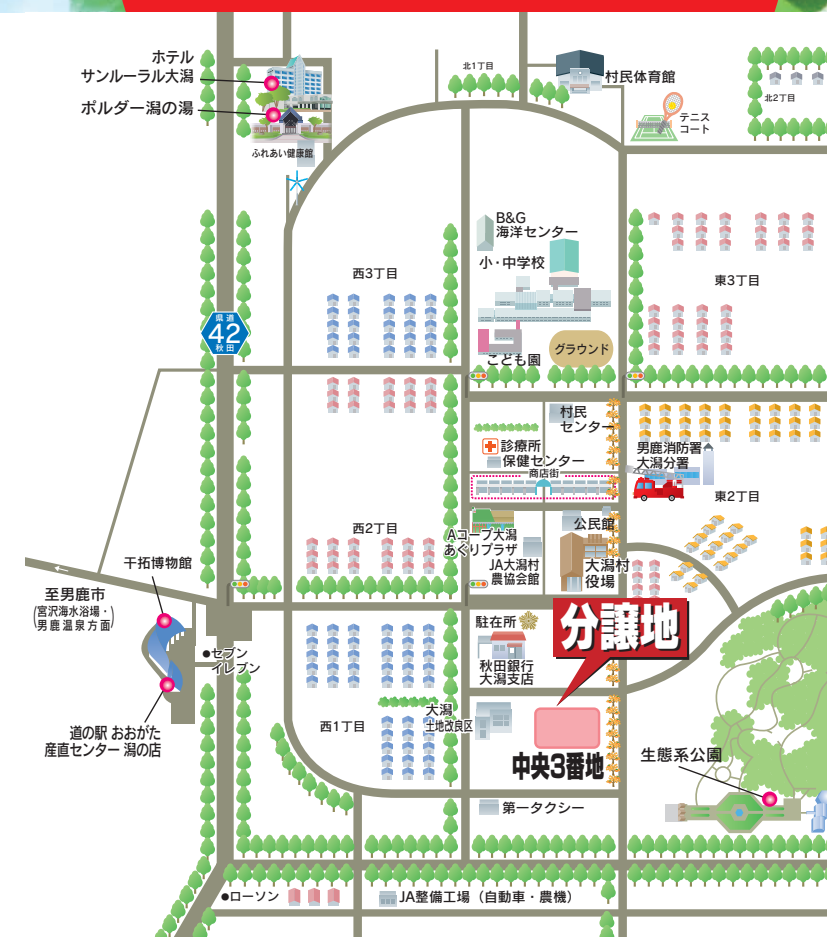 ホテル
サンルーラル大潟
ポルダー潟の湯
ふれあい健康館
北1丁目
村民体育館
北2丁目
テニス
コート
B&G
海洋センター
小・中学校
西3丁目
東3丁目
県道
42
秋田
こども園
グラウンド
村民
センター
診療所
保健センター
商店街
男鹿消防署
大潟分署
東2丁目
西2丁目
Aコープ大潟
あぐりプラザ
公民館
JA大潟村
農協会館
大潟村
役場
干拓博物館
至男鹿市
(宮沢海水浴場・
男鹿温泉方面)
●セブン
イレブン
駐在所
分譲地
秋田銀行
大潟支店
道の駅 おおがた
産直センター 潟の店
西1丁目
大潟
土地改良区
中央3番地
生態系公園
第一タクシー
●ローソン
JA整備工場（自動車・農機）